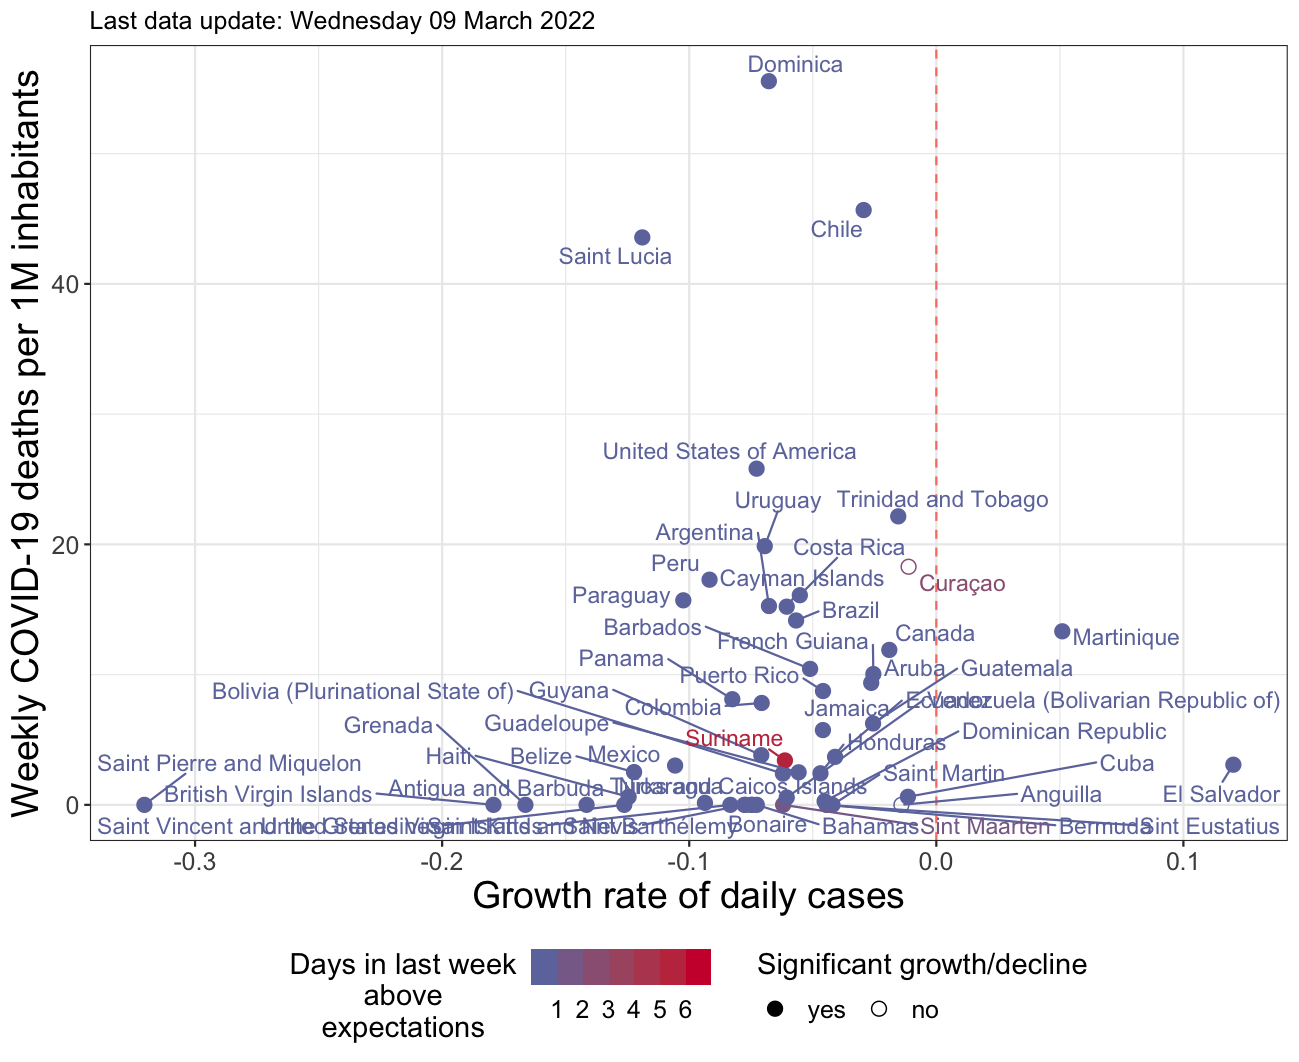 Last data update: Wednesday 09 March 2022
Weekly COVID-19 deaths per 1M inhabitants
Dominica
Chile
Saint Lucia
40
United States of America
Uruguay
Trinidad and Tobago
Argentina
20
Costa Rica
Peru
Cayman Islands
Curaçao
Paraguay
Brazil
Barbados
Canada
Martinique
French Guiana
Panama
Aruba
Guatemala
Puerto Rico
Bolivia (Plurinational State of)
Guyana
Colombia
Jamaica
Ecuador
Venezuela (Bolivarian Republic of)
Grenada
Guadeloupe
Suriname
Honduras
Dominican Republic
Haiti
Belize
Mexico
Saint Pierre and Miquelon
Cuba
Saint Martin
British Virgin Islands
Antigua and Barbuda
Turks and Caicos Islands
Nicaragua
Anguilla
El Salvador
0
Saint Vincent and the Grenadines
United States Virgin Islands
Saint Kitts and Nevis
Saint Barthélemy
Bonaire
Bahamas
Sint Maarten
Bermuda
Sint Eustatius
-0.3
-0.2
-0.1
0.0
0.1
Growth rate of daily cases
Days in last week
above
expectations
1 2 3 4 5 6
Significant growth/decline
yes
no